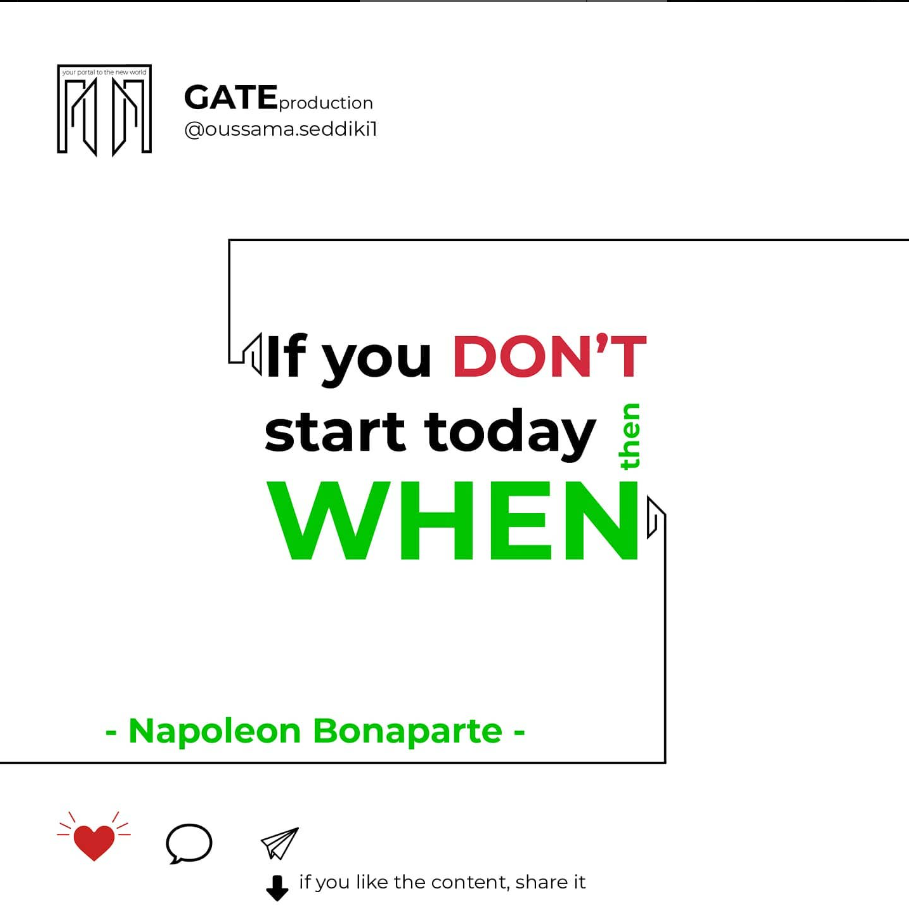 your portal to the new world
GATEproduction
@oussama.seddiki1
If you DON'T
start today then
WHEN
- Napoleon Bonaparte -
if you like the content, share it